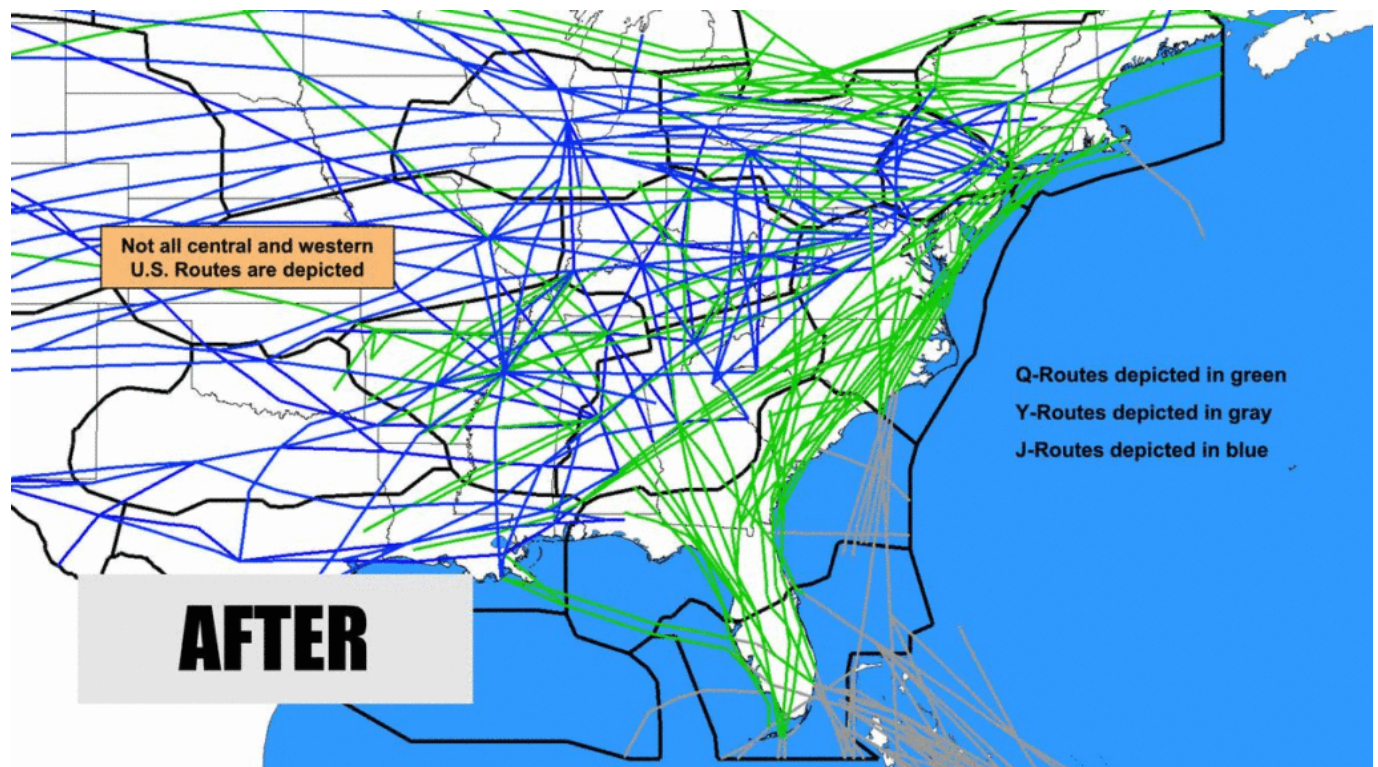 Not all central and western
U.S. Routes are depicted
Q-Routes depicted in green
Y-Routes depicted in gray
J-Routes depicted in blue
AFTER